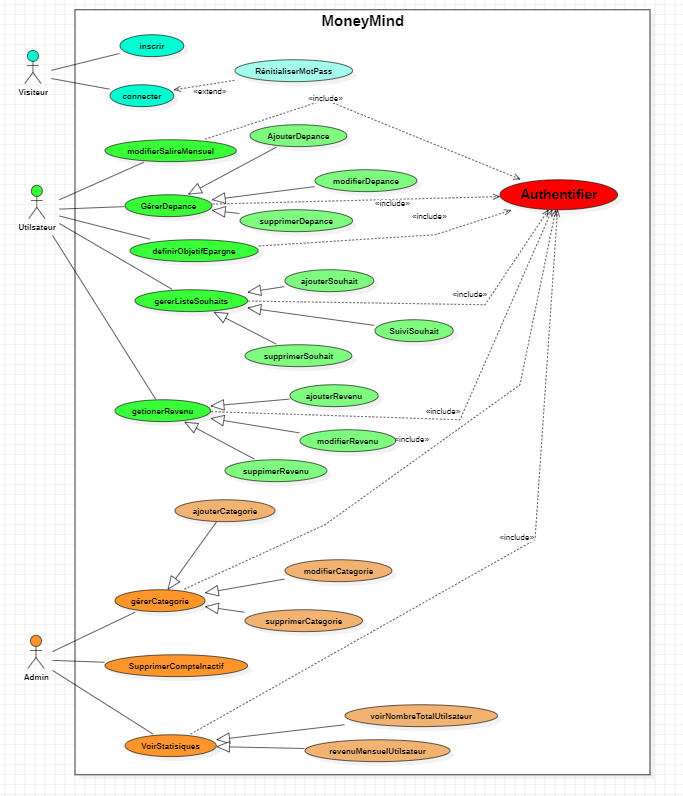 MoneyMind
inscrir
RénitialiserMotPass
Visiteur
connecter
«extend»
«include»
AjouterDepance
modifierSalireMensuel
modifierDepance
Authentifier
GérerDepance
«include»
supprimerDepance
«include»
Utilsateur
definirObjetifEpargne
ajouterSouhait
gererListeSouhaits
«include»
SuiviSouhait
supprimerSouhait
ajouterRevenu
getionerRevenu
«include»
modifierRevenu
«include»
suppimerRevenu
ajouterCategorie
«include»
modifierCategorie
gérerCategorie
supprimerCategorie
SupprimerCompteInactif
Admin
voirNombreTotalUtilsateur
VoirStatisiques
revenuMensuelUtilsateur